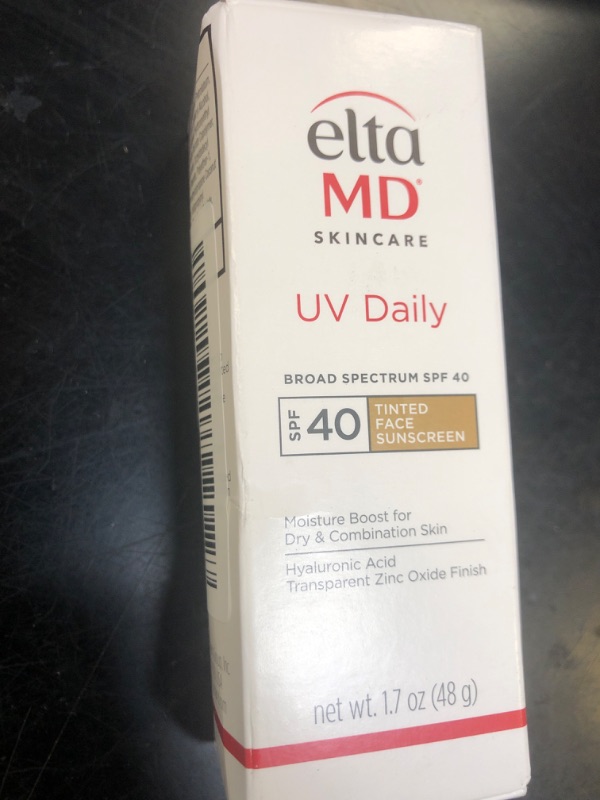 elta
MD®
SKINCARE
UV Daily
BROAD SPECTRUM SPF 40
SPF 40 TINTED
FACE
SUNSCREEN
Moisture Boost for
Dry & Combination Skin
Hyaluronic Acid
Transparent Zinc Oxide Finish
net wt. 1.7 oz (48 g)